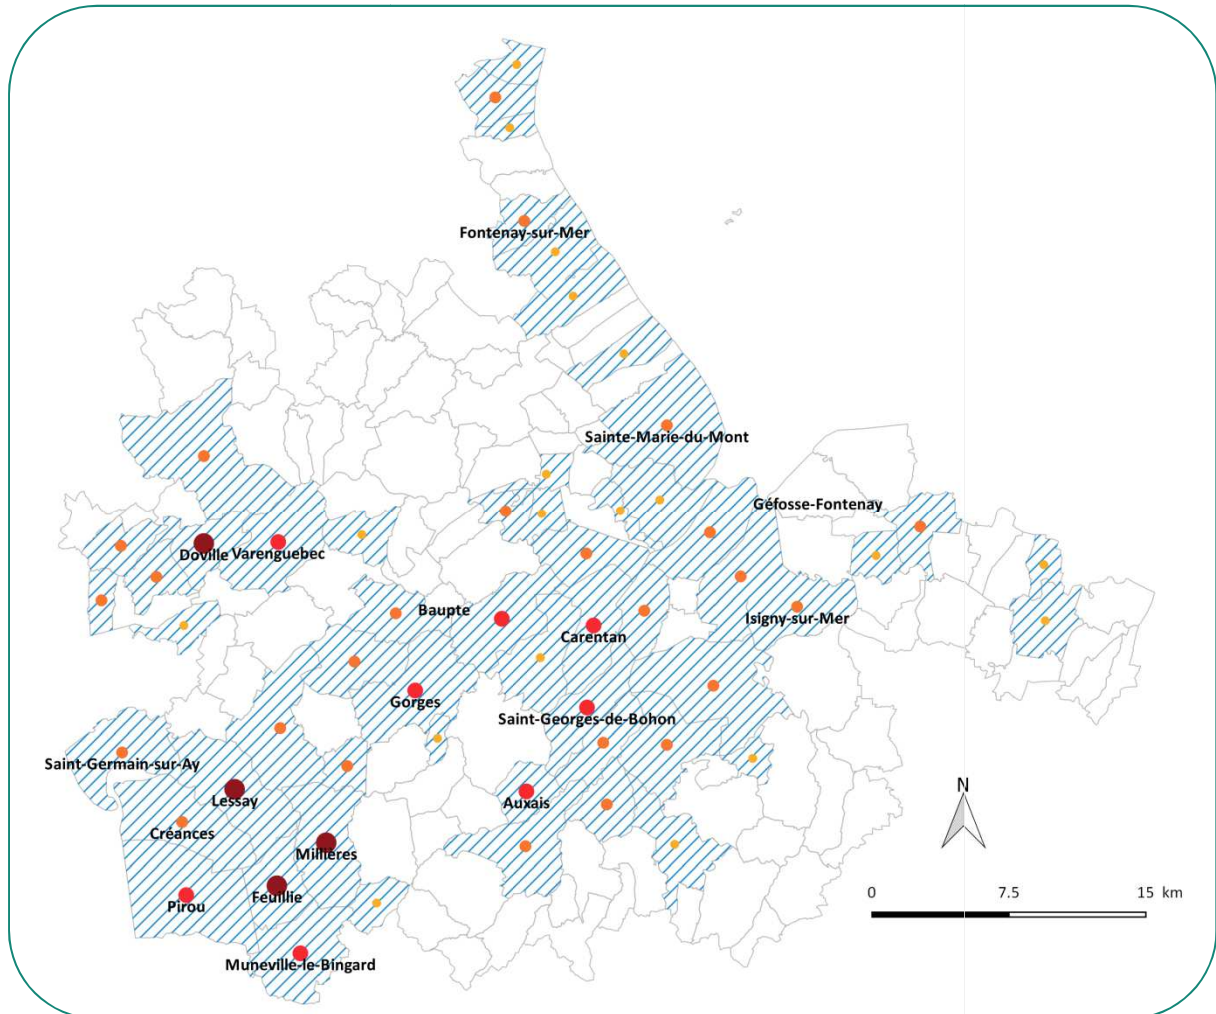 Fontenay-sur-Mer
Sainte-Marie-du-Mont
Géfosse-Fontenay
Doville
Varenguebec
Baupte
Isigny-sur-Mer
Carentan
Gorges
Saint-Georges-de-Bohon
Saint-Germain-sur-Ay
Lessay
Auxais
Créances
Millières
Feuillie
Pirou
Muneville-le-Bingard
N
0 7.5 15 km